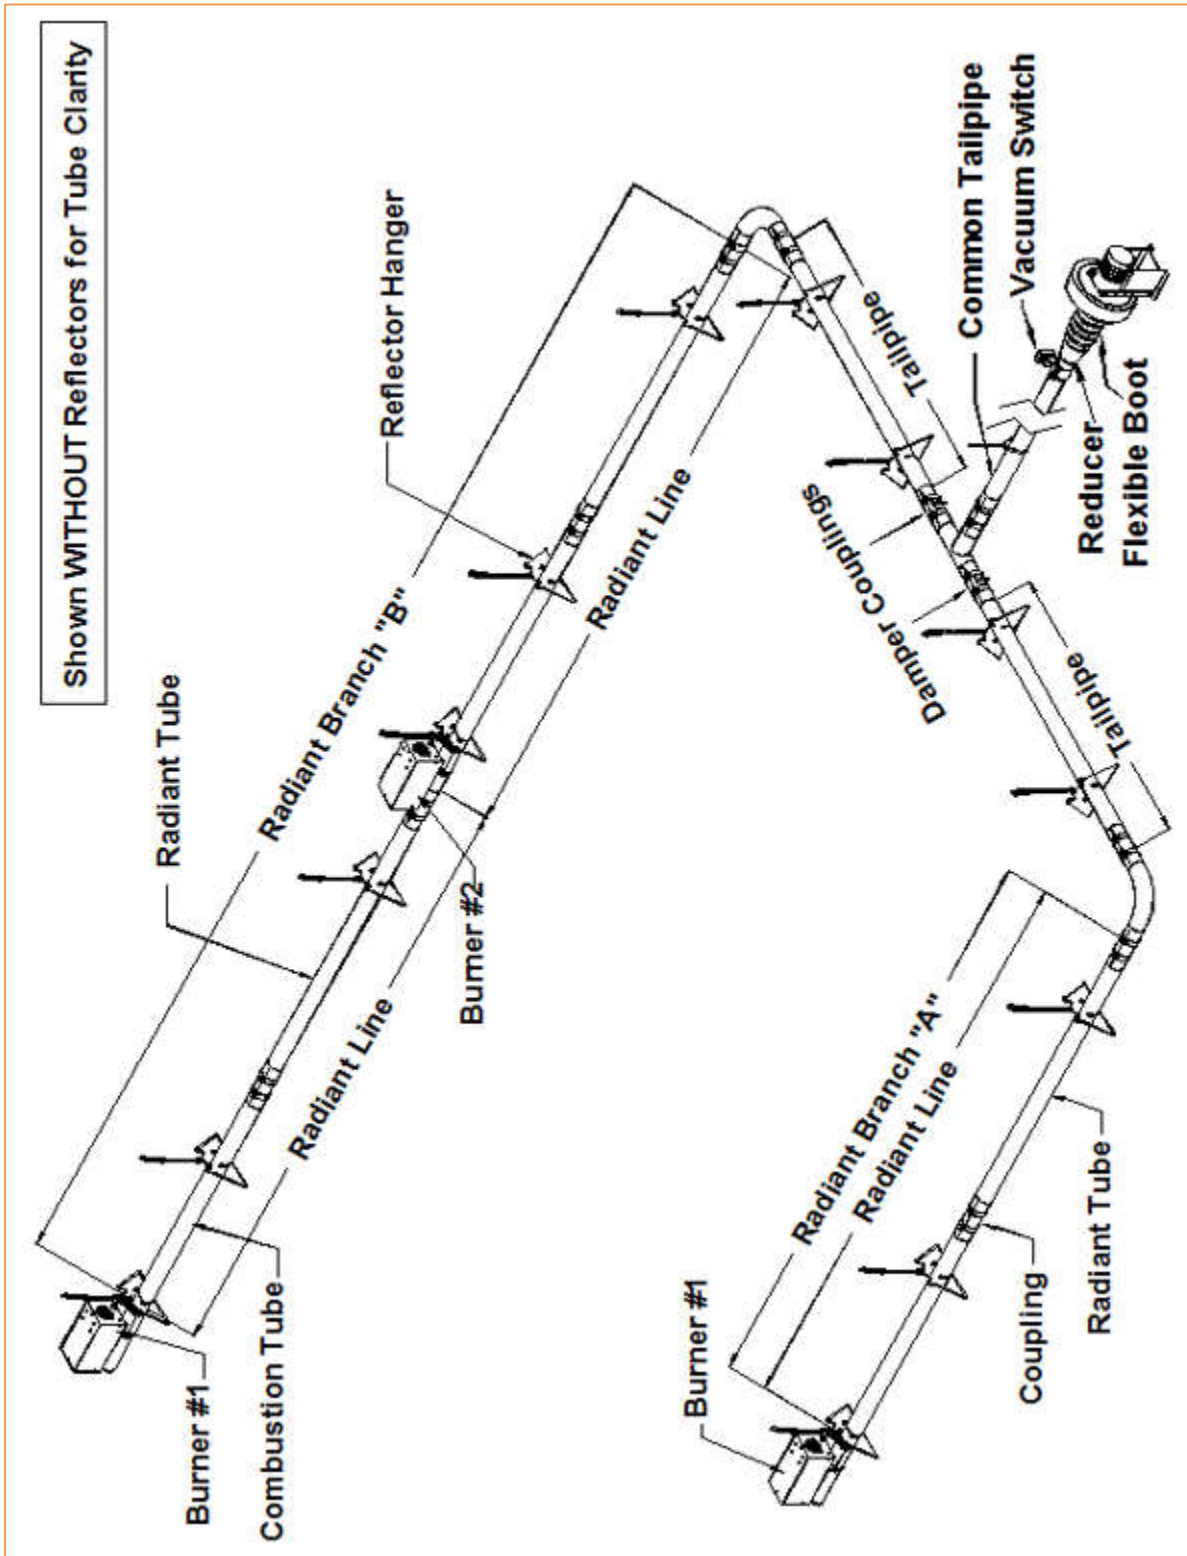 Shown WITHOUT Reflectors for Tube Clarity
Radiant Tube
Reflector Hanger
Radiant Branch "B"
Radiant Line
Radiant Line
Burner #1
Combustion Tube
Burner #2
Tailpipe
Damper Couplings
Common Tailpipe
Vacuum Switch
Reducer
Flexible Boot
Tailpipe
Radiant Branch "A"
Radiant Line
Burner #1
Coupling
Radiant Tube